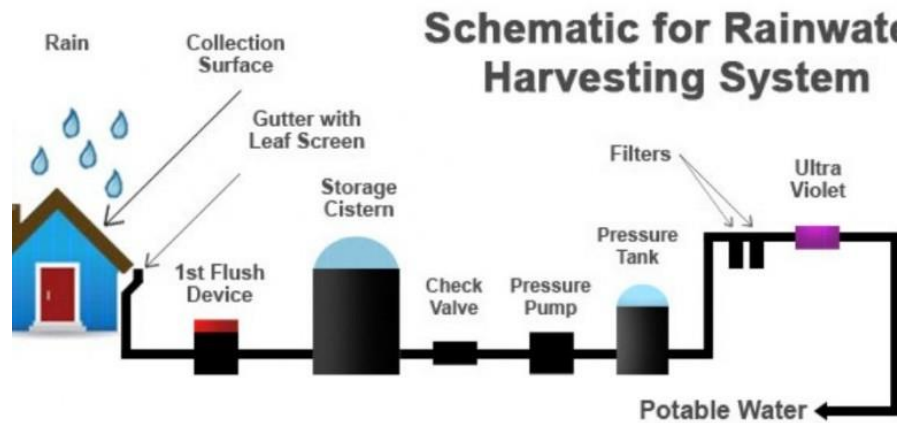 Schematic for Rainwate
Harvesting System
Rain
Collection
Surface
Gutter with
Leaf Screen
1st Flush
Device
Storage
Cistern
Check
Valve
Pressure
Pump
Pressure
Tank
Filters
Ultra
Violet
Potable Water